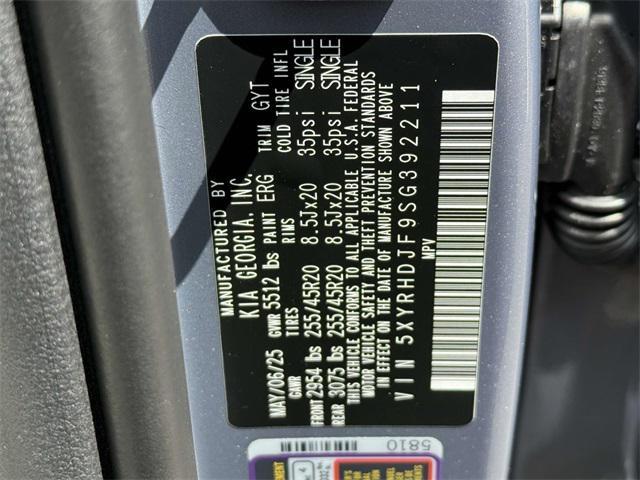 MANUFACTURED BY
KIA GEORGIA, INC.
MAY/06/25 GVWR 5512 lbs PAINT ERG TRIM GYT
GAWR TIRES RIMS COLD TIRE INFL
FRONT 2954 lbs 255/45R20 8.5Jx20 35psi SINGLE
REAR 3075 lbs 255/45R20 8.5Jx20 35psi SINGLE
THIS VEHICLE CONFORMS TO ALL APPLICABLE U.S.A. FEDERAL
MOTOR VEHICLE SAFETY AND THEFT PREVENTION STANDARDS
IN EFFECT ON THE DATE OF MANUFACTURE SHOWN ABOVE
VIN 5XYRHDJF9SG392211
MPV
5810